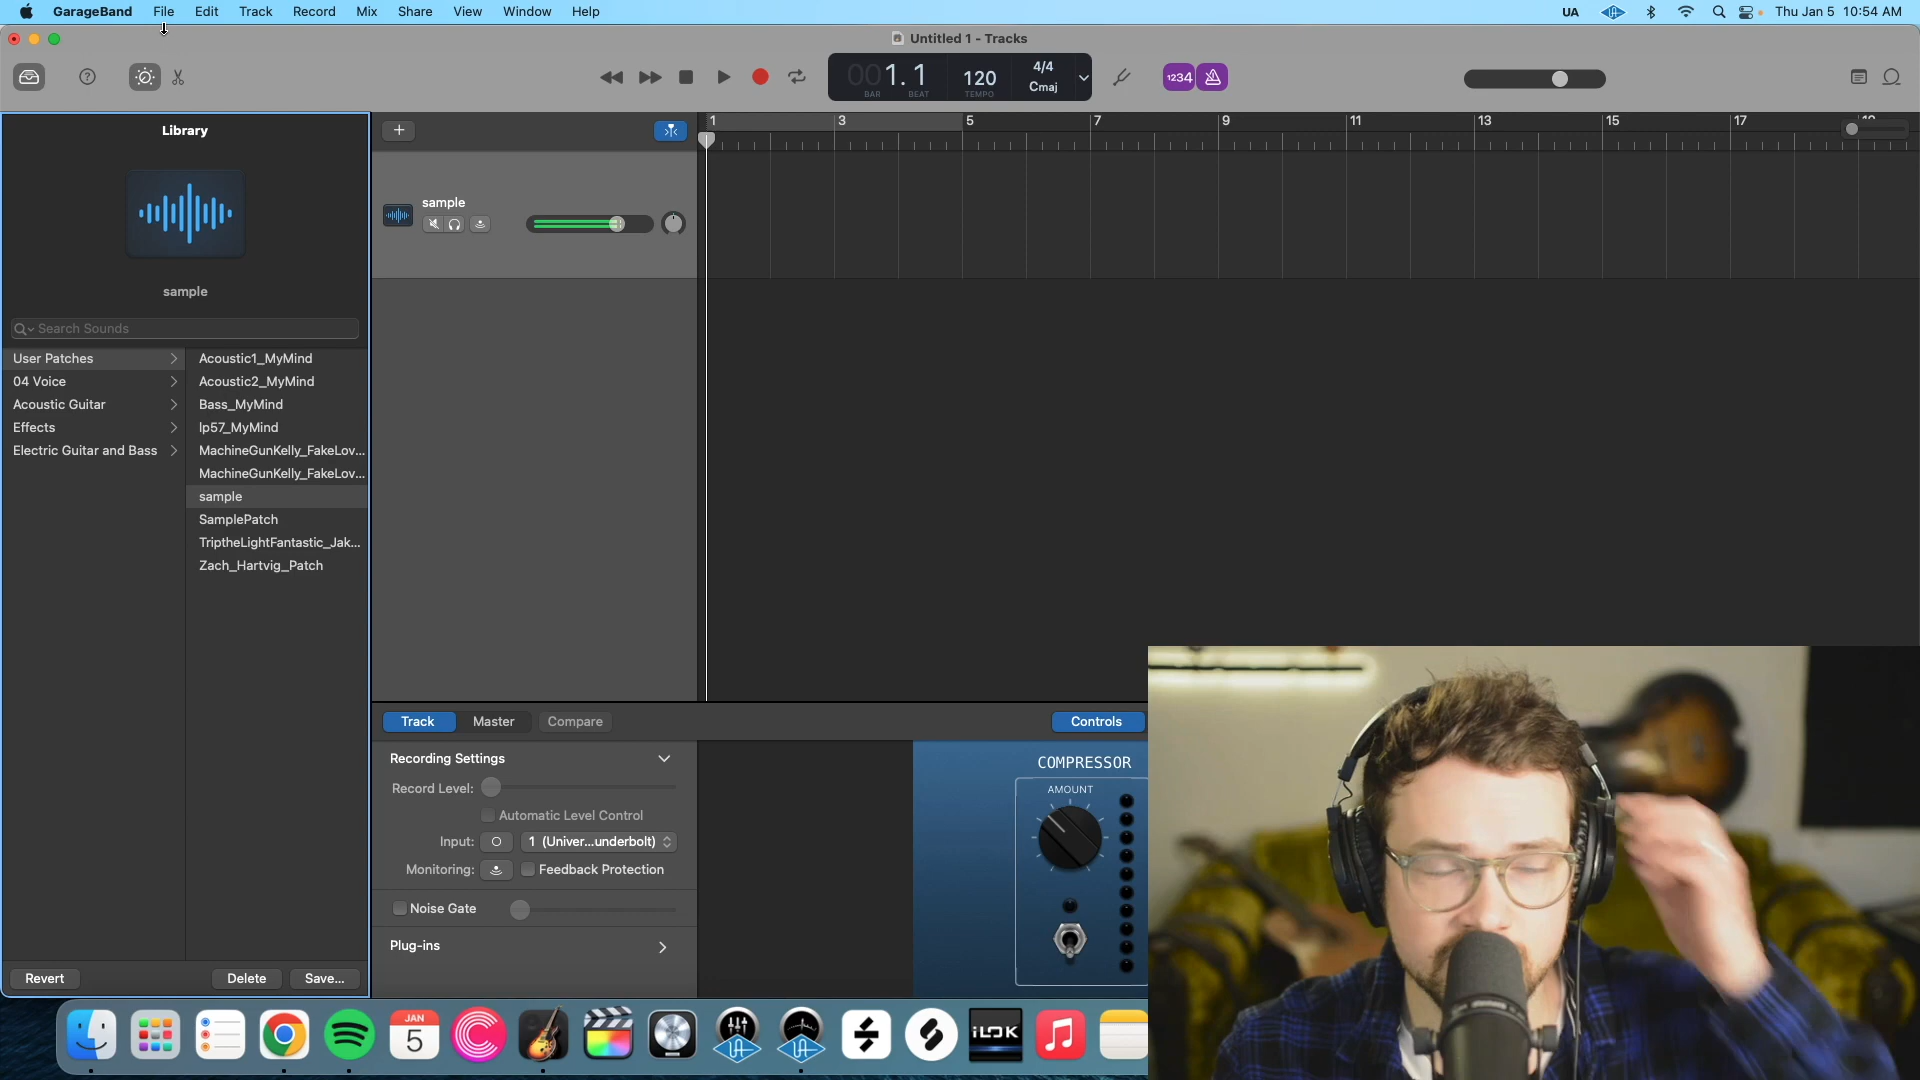 GarageBand File Edit Track Record Mix Share View Window Help
UA Thu Jan 5 10:54 AM
Untitled 1 - Tracks
001. 1 120 4/4 Cmaj
BAR BEAT TEMPO
1234
Library
1 3 5 7 9 11 13 15 17
sample
sample
Search Sounds
User Patches
04 Voice
Acoustic Guitar
Effects
Electric Guitar and Bass
Acoustic1_MyMind
Acoustic2_MyMind
Bass_MyMind
Ip57_MyMind
MachineGunKelly_FakeLov...
MachineGunKelly_FakeLov...
sample
SamplePatch
TriptheLightFantastic_Jak...
Zach_Hartvig_Patch
Track Master Compare Controls
Recording Settings
Record Level:
Automatic Level Control
Input: 1 (Univer...underbolt)
Monitoring: Feedback Protection
Noise Gate
Plug-ins
COMPRESSOR
AMOUNT
Revert Delete Save...
JAN
5
UA
UA
iLOK